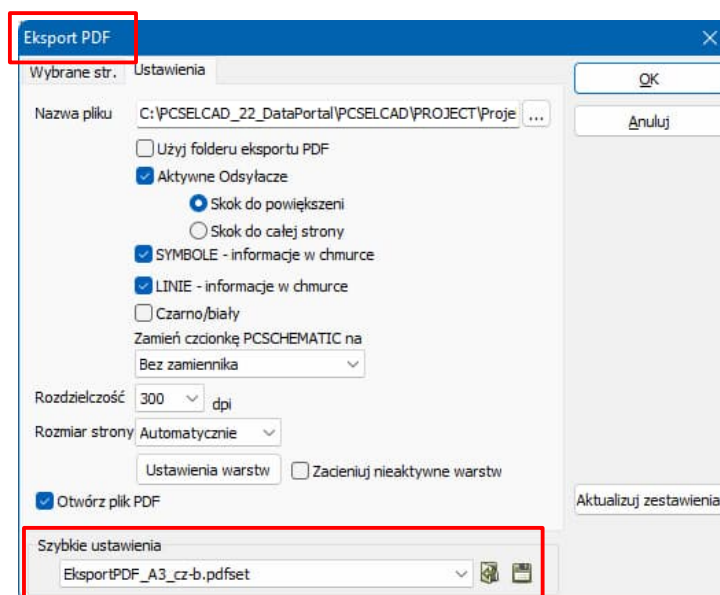 Eksport PDF
Wybrane str. Ustawienia
OK
Nazwa pliku C:\PCSELCAD_22_DataPortal\PCSELCAD\PROJECT\Proje ...
Anuluj
Użyj folderu eksportu PDF
Aktywne Odsyłacze
Skok do powiększeni
Skok do całej strony
SYMBOLE - informacje w chmurce
LINIE - informacje w chmurce
Czarno/biały
Zamień czcionkę PCSCHEMATIC na
Bez zamiennika
Rozdzielczość 300 dpi
Rozmiar strony Automatycznie
Ustawienia warstw Zacieniuj nieaktywne warstw
Otwórz plik PDF
Aktualizuj zestawienia
Szybkie ustawienia
EksportPDF_A3_cz-b.pdfset